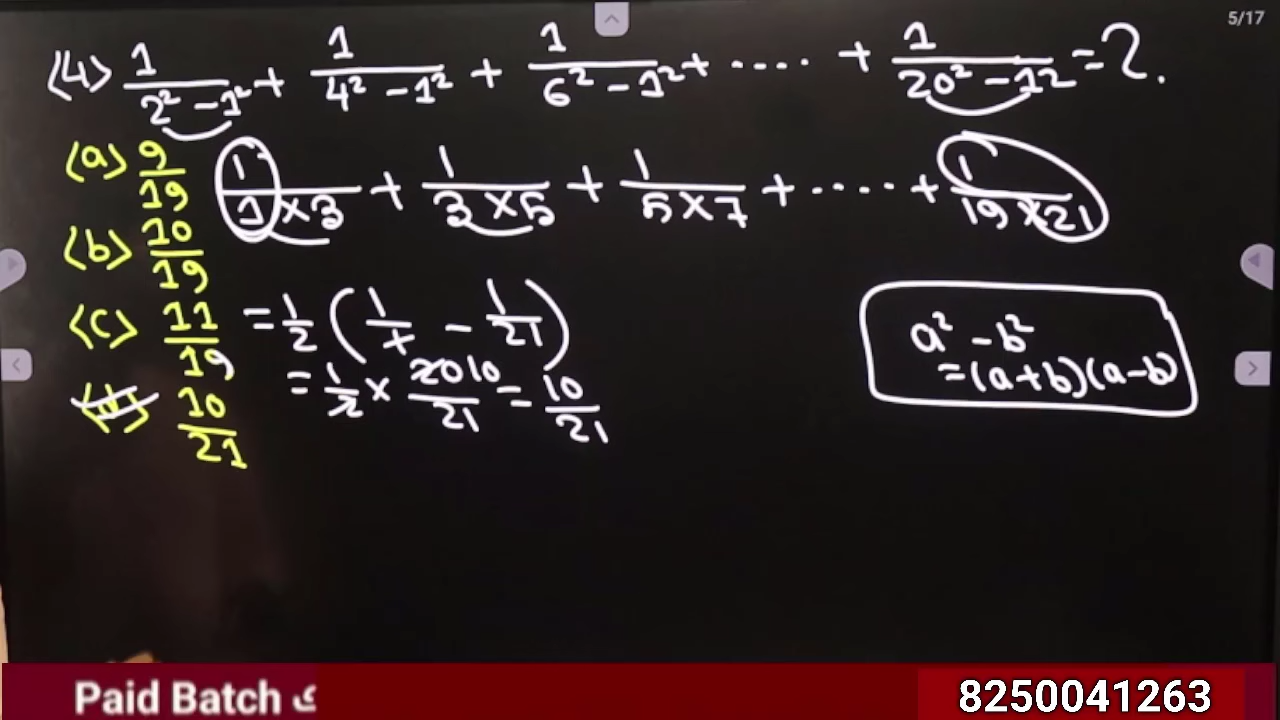 5/17
(4) 1/(2² - 1²) + 1/(4² - 1²) + 1/(6² - 1²) + ..... + 1/(20² - 12) = ?
(a) 9/19
1/(1×3) + 1/(3×5) + 1/(5×7) + ..... + 1/(19×21)
(b) 10/19
(c) 11/19
= 1/2 (1/1 - 1/21)
a² - b²
= (a+b)(a-b)
= 1/2 × 20 10/21 = 10/21
(d) 10/21
Paid Batch
8250041263